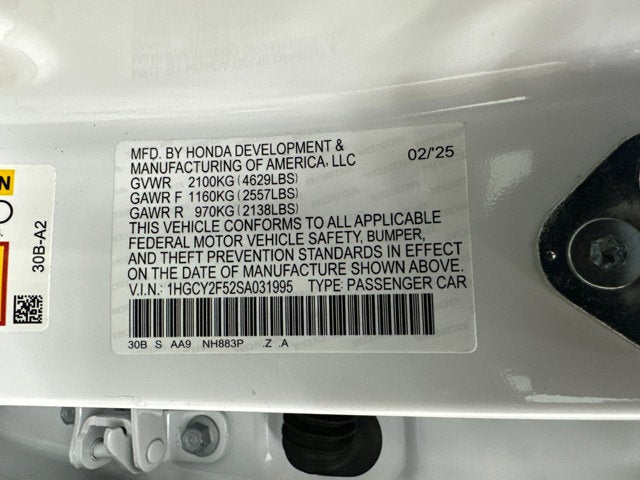 MFD. BY HONDA DEVELOPMENT &
MANUFACTURING OF AMERICA, LLC 02/'25
GVWR 2100KG (4629LBS)
GAWR F 1160KG (2557LBS)
GAWR R 970KG (2138LBS)
THIS VEHICLE CONFORMS TO ALL APPLICABLE
FEDERAL MOTOR VEHICLE SAFETY, BUMPER,
AND THEFT PREVENTION STANDARDS IN EFFECT
ON THE DATE OF MANUFACTURE SHOWN ABOVE.
V.I.N.: 1HGCY2F52SA031995 TYPE: PASSENGER CAR
30B S AA9 NH883P .Z .A
30B-A2